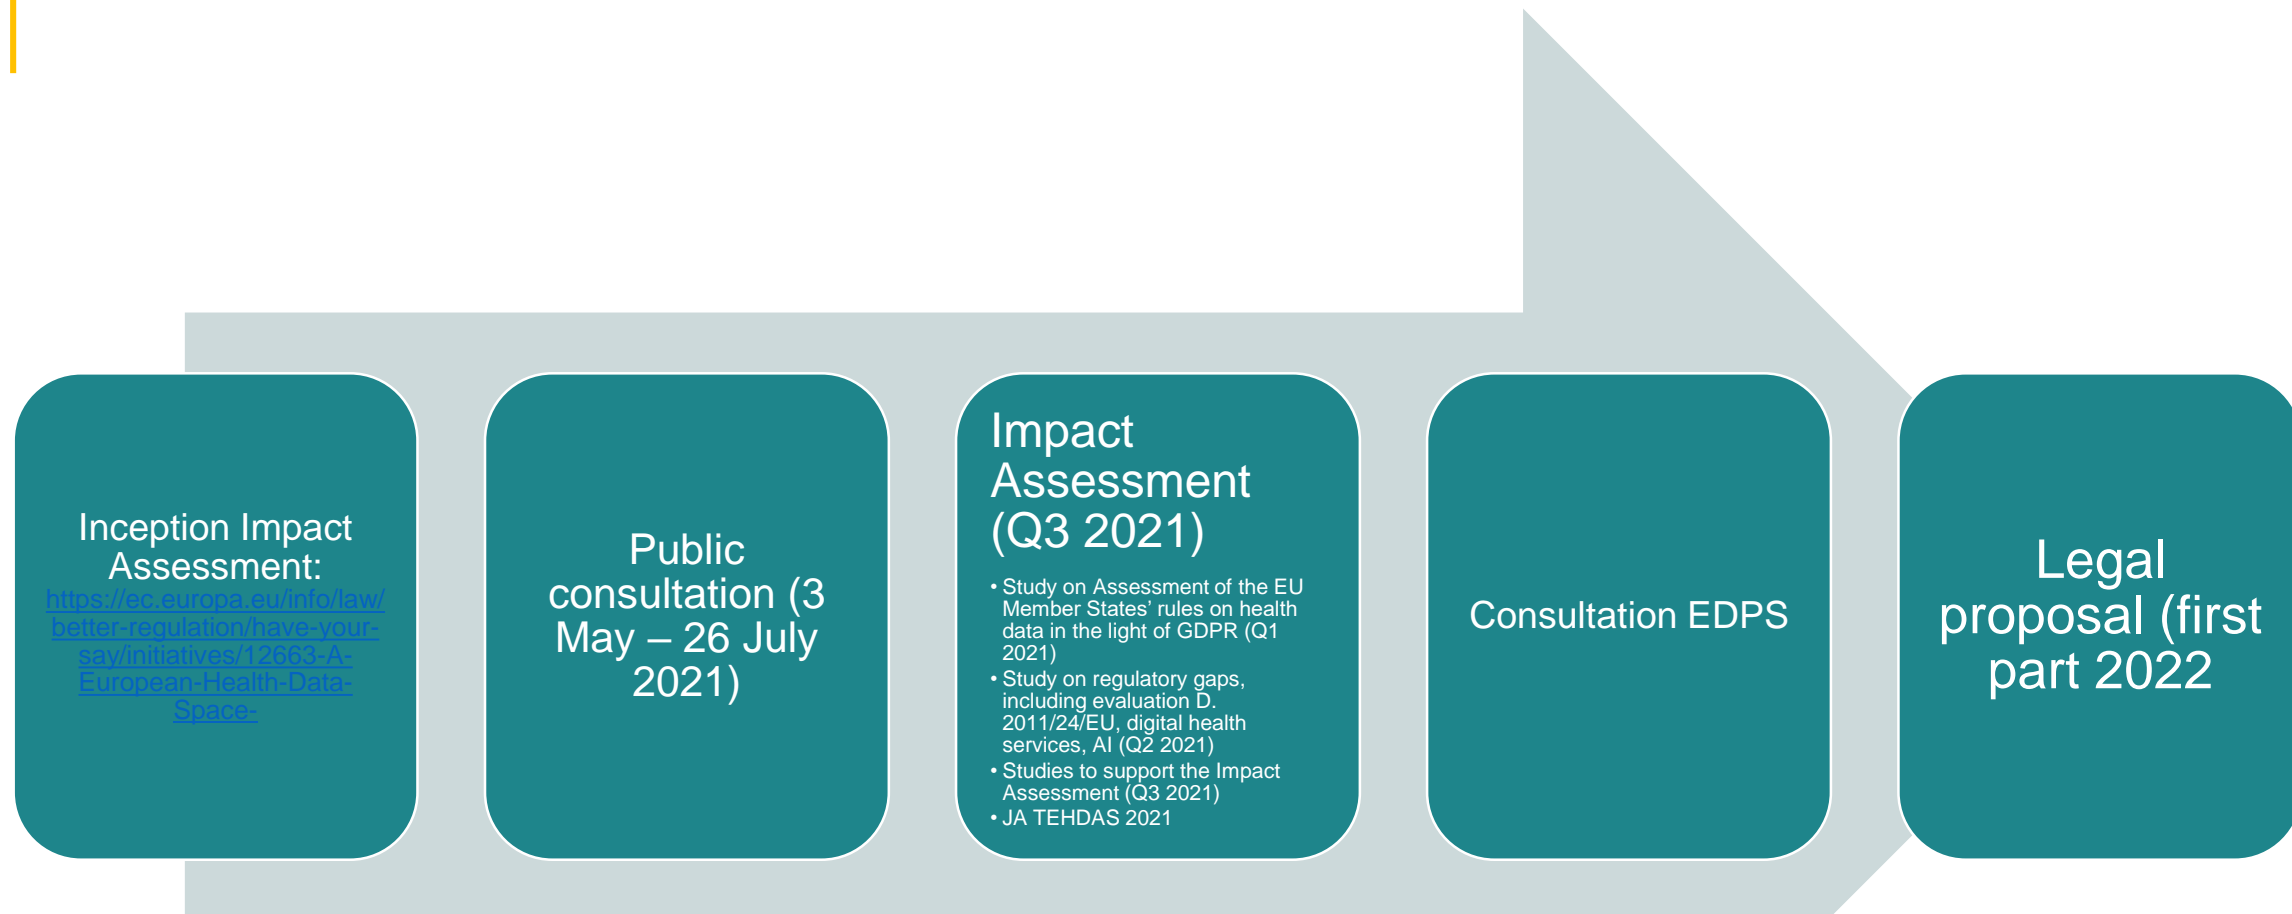 Inception Impact
Assessment:
https://ec.europa.eu/info/law/
better-regulation/have-your-
say/initiatives/12663-A-
European-Health-Data-
Space-
Public
consultation (3
May – 26 July
2021)
Impact
Assessment
(Q3 2021)
• Study on Assessment of the EU
Member States’ rules on health
data in the light of GDPR (Q1
2021)
• Study on regulatory gaps,
including evaluation D.
2011/24/EU, digital health
services, AI (Q2 2021)
• Studies to support the Impact
Assessment (Q3 2021)
• JA TEHDAS 2021
Consultation EDPS
Legal
proposal (first
part 2022